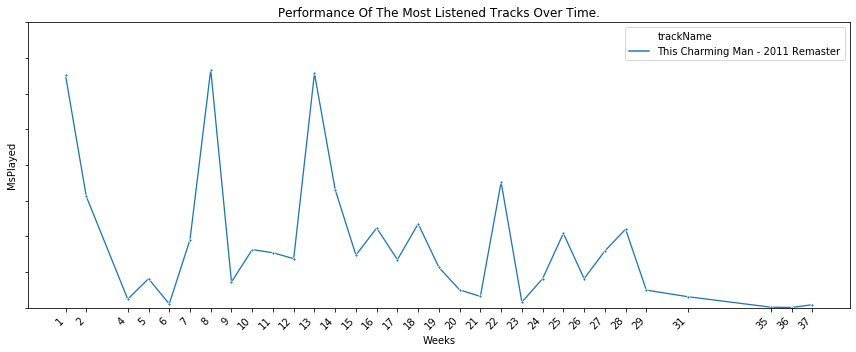 Performance Of The Most Listened Tracks Over Time.
trackName
This Charming Man - 2011 Remaster
MsPlayed
1 2 4 5 6 7 8 9 10 11 12 13 14 15 16 17 18 19 20 21 22 23 24 25 26 27 28 29 31 35 36 37
Weeks